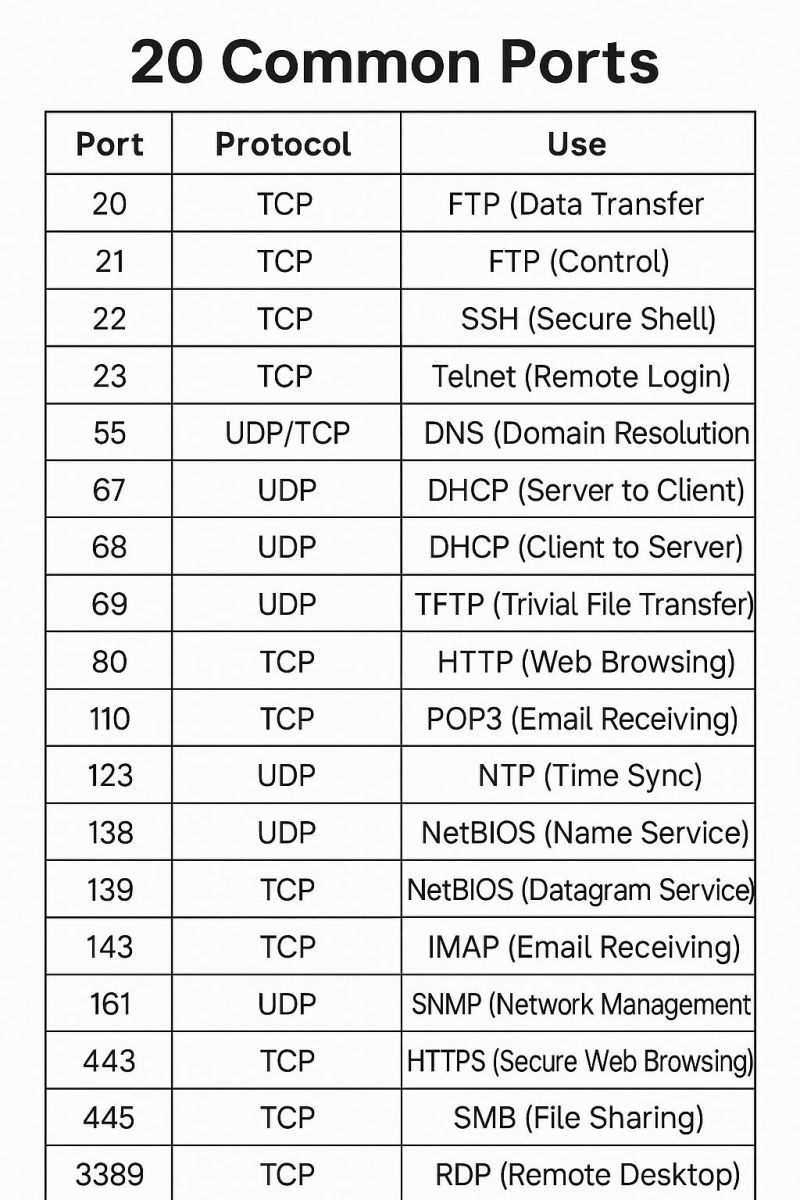 20 Common Ports
Port Protocol Use
20 TCP FTP (Data Transfer
21 TCP FTP (Control)
22 TCP SSH (Secure Shell)
23 TCP Telnet (Remote Login)
55 UDP/TCP DNS (Domain Resolution
67 UDP DHCP (Server to Client)
68 UDP DHCP (Client to Server)
69 UDP TFTP (Trivial File Transfer)
80 TCP HTTP (Web Browsing)
110 TCP POP3 (Email Receiving)
123 UDP NTP (Time Sync)
138 UDP NetBIOS (Name Service)
139 TCP NetBIOS (Datagram Service)
143 TCP IMAP (Email Receiving)
161 UDP SNMP (Network Management
443 TCP HTTPS (Secure Web Browsing)
445 TCP SMB (File Sharing)
3389 TCP RDP (Remote Desktop)